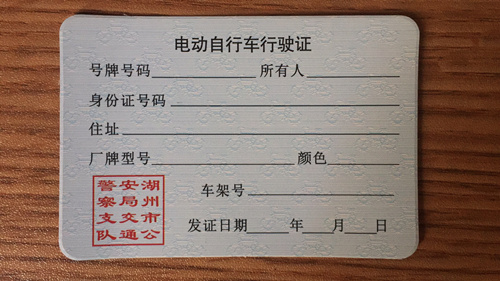 电动自行车行驶证
号牌号码 所有人
身份证号码
住址
厂牌型号 颜色
车架号
发证日期 年 月 日
湖州市公
安局交通
警察支队